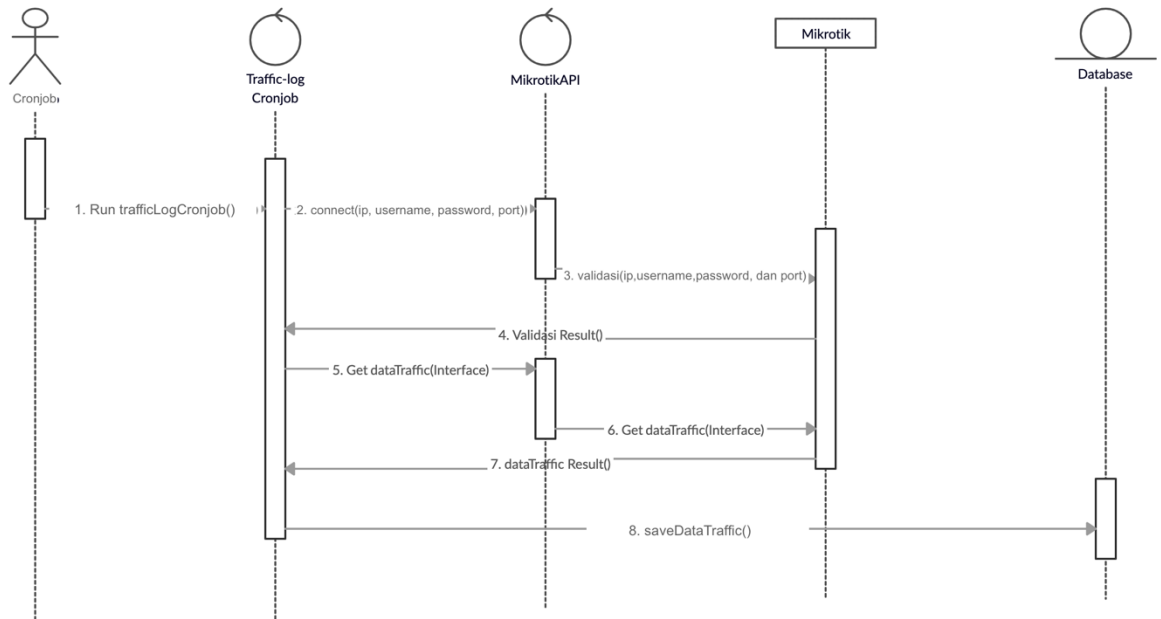 Cronjob
Traffic-log
Cronjob
MikrotikAPI
Mikrotik
Database
1. Run trafficLogCronjob()
2. connect(ip, username, password, port))
3. validasi(ip,username,password, dan port)
4. Validasi Result()
5. Get dataTraffic(Interface)
6. Get dataTraffic(Interface)
7. dataTraffic Result()
8. saveDataTraffic()